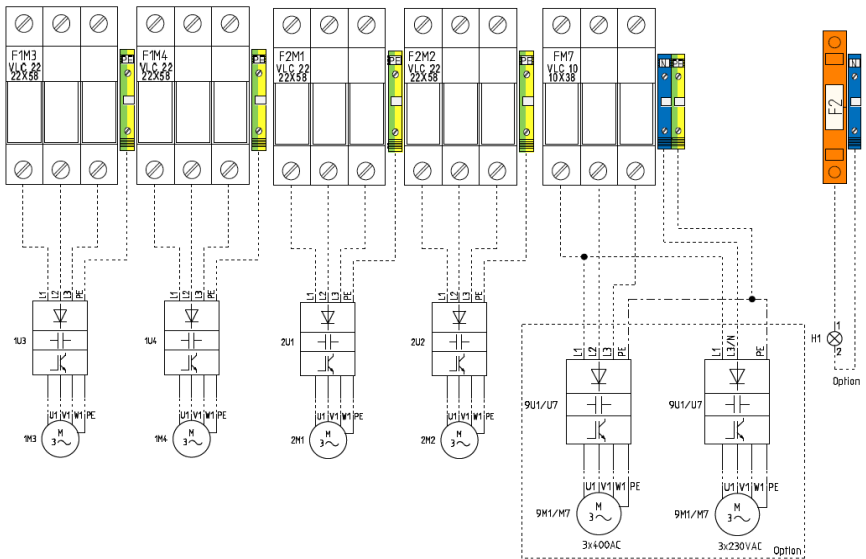 F1M3
VLC 22
22X58
PE
F1M4
VLC 22
22X58
PE
F2M1
VLC 22
22X58
PE
F2M2
VLC 22
22X58
PE
FM7
VLC 10
10X38
N
PE
F2
N
L1 L2 L3 PE
1U3
U1 V1 W1 PE
M
3~
1M3
L1 L2 L3 PE
1U4
U1 V1 W1 PE
M
3~
1M4
L1 L2 L3 PE
2U1
U1 V1 W1 PE
M
3~
2M1
L1 L2 L3 PE
2U2
U1 V1 W1 PE
M
3~
2M2
L1 L2 L3 PE
9U1/U7
U1 V1 W1 PE
M
3~
9M1/M7
3x400AC
L1 L3/N PE
9U1/U7
U1 V1 W1 PE
M
3~
9M1/M7
3x230VAC
Option
1
H1
2
Option